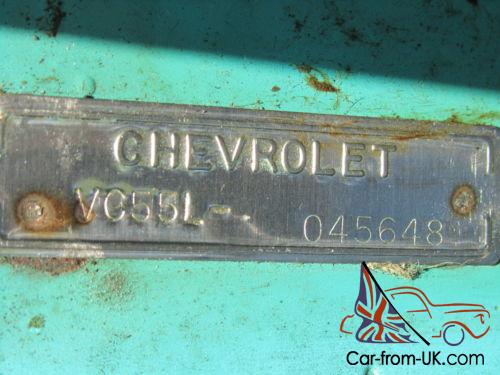 CHEVROLET
VC55L- 045648
Car-from-UK.com